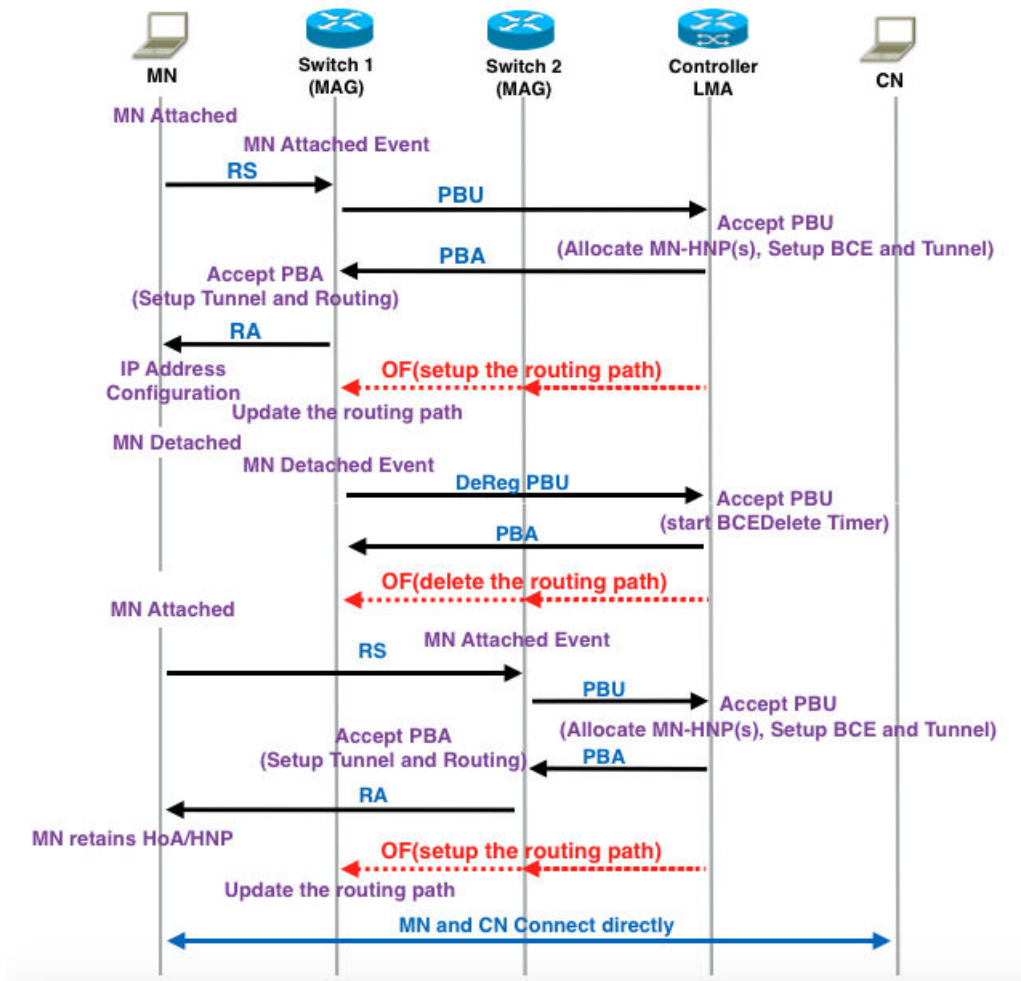 MN
Switch 1
(MAG)
Switch 2
(MAG)
Controller
LMA
CN
MN Attached
MN Attached Event
RS
PBU
Accept PBU
(Allocate MN-HNP(s), Setup BCE and Tunnel)
PBA
Accept PBA
(Setup Tunnel and Routing)
RA
IP Address
Configuration
OF(setup the routing path)
Update the routing path
MN Detached
MN Detached Event
DeReg PBU
Accept PBU
(start BCEDelete Timer)
PBA
OF(delete the routing path)
MN Attached
MN Attached Event
RS
PBU
Accept PBU
(Allocate MN-HNP(s), Setup BCE and Tunnel)
Accept PBA
(Setup Tunnel and Routing)
PBA
RA
MN retains HoA/HNP
OF(setup the routing path)
Update the routing path
MN and CN Connect directly